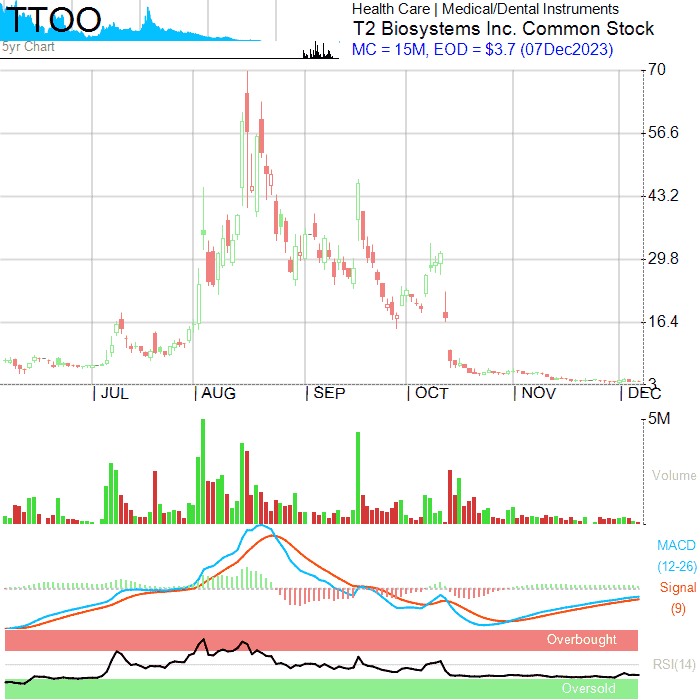 TTOO
5yr Chart
Health Care | Medical/Dental Instruments
T2 Biosystems Inc. Common Stock
MC = 15M, EOD = $3.7 (07Dec2023)
70
56.6
43.2
29.8
16.4
3
JUL AUG SEP OCT NOV DEC
5M
Volume
MACD
(12-26)
Signal
(9)
Overbought
RSI(14)
Oversold